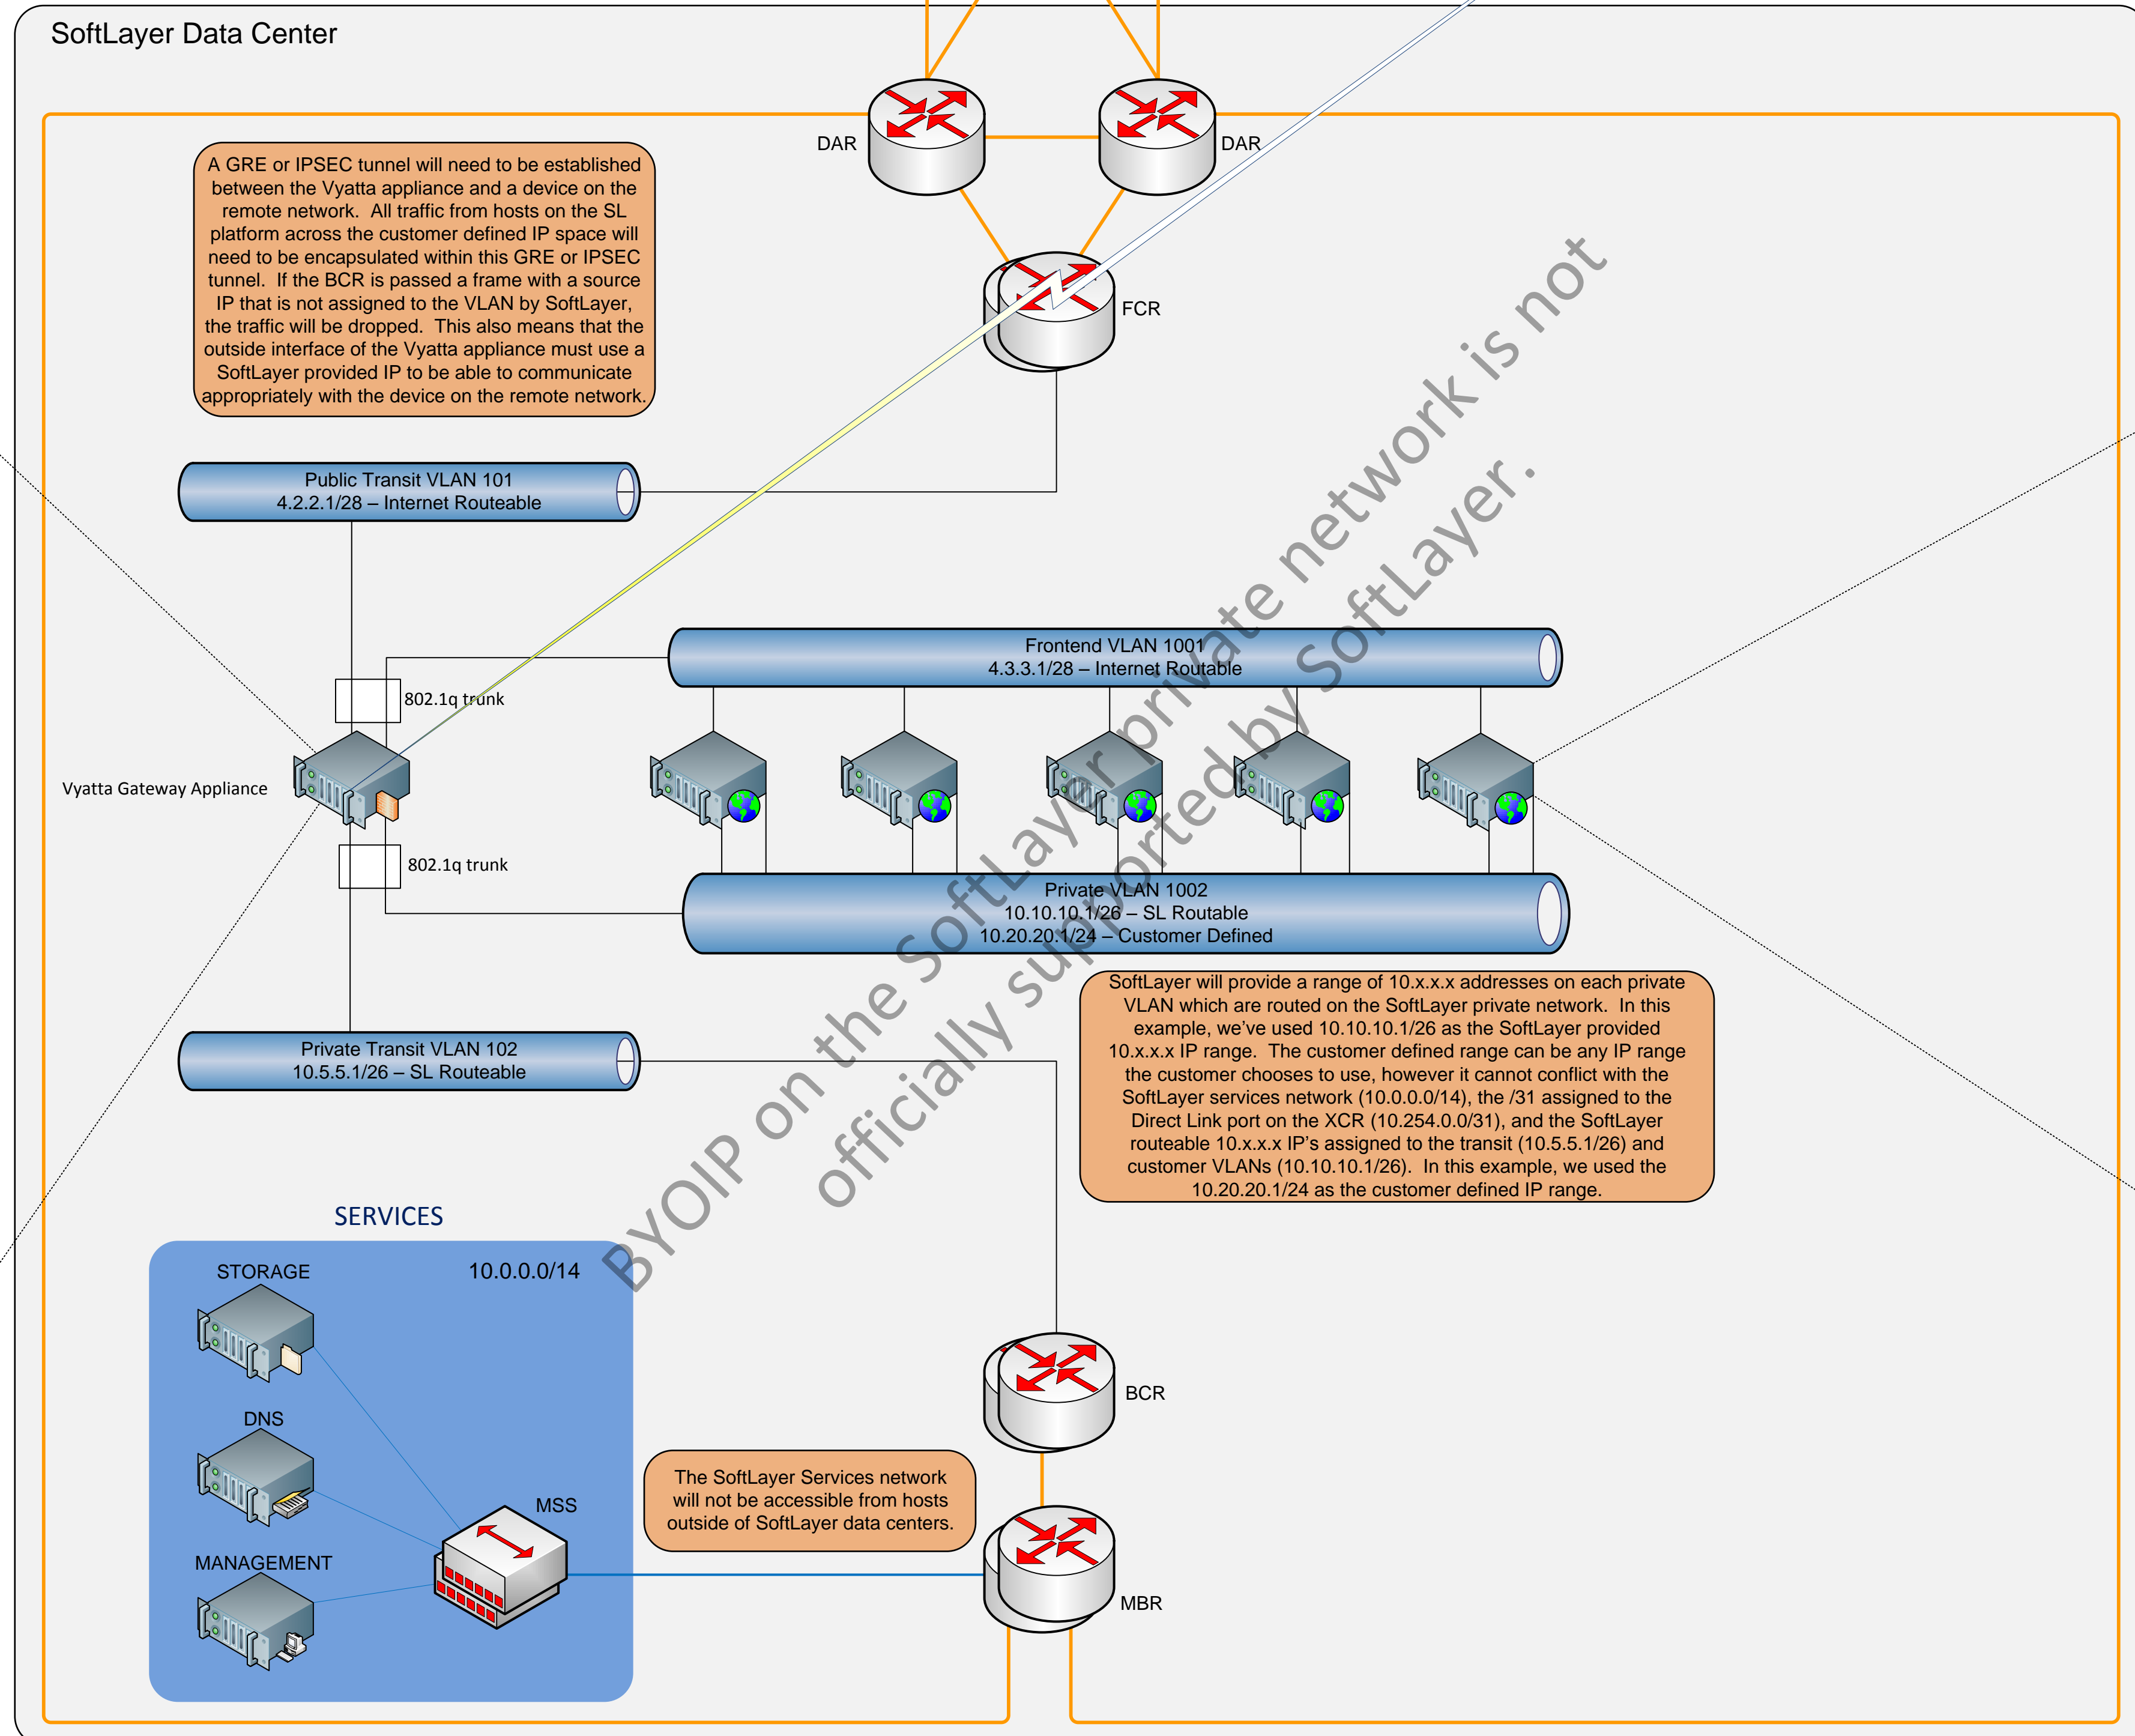 SoftLayer Data Center
DAR
DAR
A GRE or IPSEC tunnel will need to be established
between the Vyatta appliance and a device on the
remote network.  All traffic from hosts on the SL
platform across the customer defined IP space will
need to be encapsulated within this GRE or IPSEC
tunnel.  If the BCR is passed a frame with a source
IP that is not assigned to the VLAN by SoftLayer,
the traffic will be dropped.  This also means that the
outside interface of the Vyatta appliance must use a
SoftLayer provided IP to be able to communicate
appropriately with the device on the remote network.
FCR
Public Transit VLAN 101
4.2.2.1/28 – Internet Routeable
Frontend VLAN 1001
4.3.3.1/28 – Internet Routable
802.1q trunk
Vyatta Gateway Appliance
802.1q trunk
Private VLAN 1002
10.10.10.1/26 – SL Routable
10.20.20.1/24 – Customer Defined
SoftLayer will provide a range of 10.x.x.x addresses on each private
VLAN which are routed on the SoftLayer private network.  In this
example, we've used 10.10.10.1/26 as the SoftLayer provided
10.x.x.x IP range.  The customer defined range can be any IP range
the customer chooses to use, however it cannot conflict with the
SoftLayer services network (10.0.0.0/14), the /31 assigned to the
Direct Link port on the XCR (10.254.0.0/31), and the SoftLayer
routeable 10.x.x.x IP's assigned to the transit (10.5.5.1/26) and
customer VLANs (10.10.10.1/26).  In this example, we used the
10.20.20.1/24 as the customer defined IP range.
Private Transit VLAN 102
10.5.5.1/26 – SL Routeable
BYOIP on the SoftLayer private network is not
officially supported by SoftLayer.
SERVICES
STORAGE
10.0.0.0/14
DNS
MSS
MANAGEMENT
BCR
The SoftLayer Services network
will not be accessible from hosts
outside of SoftLayer data centers.
MBR